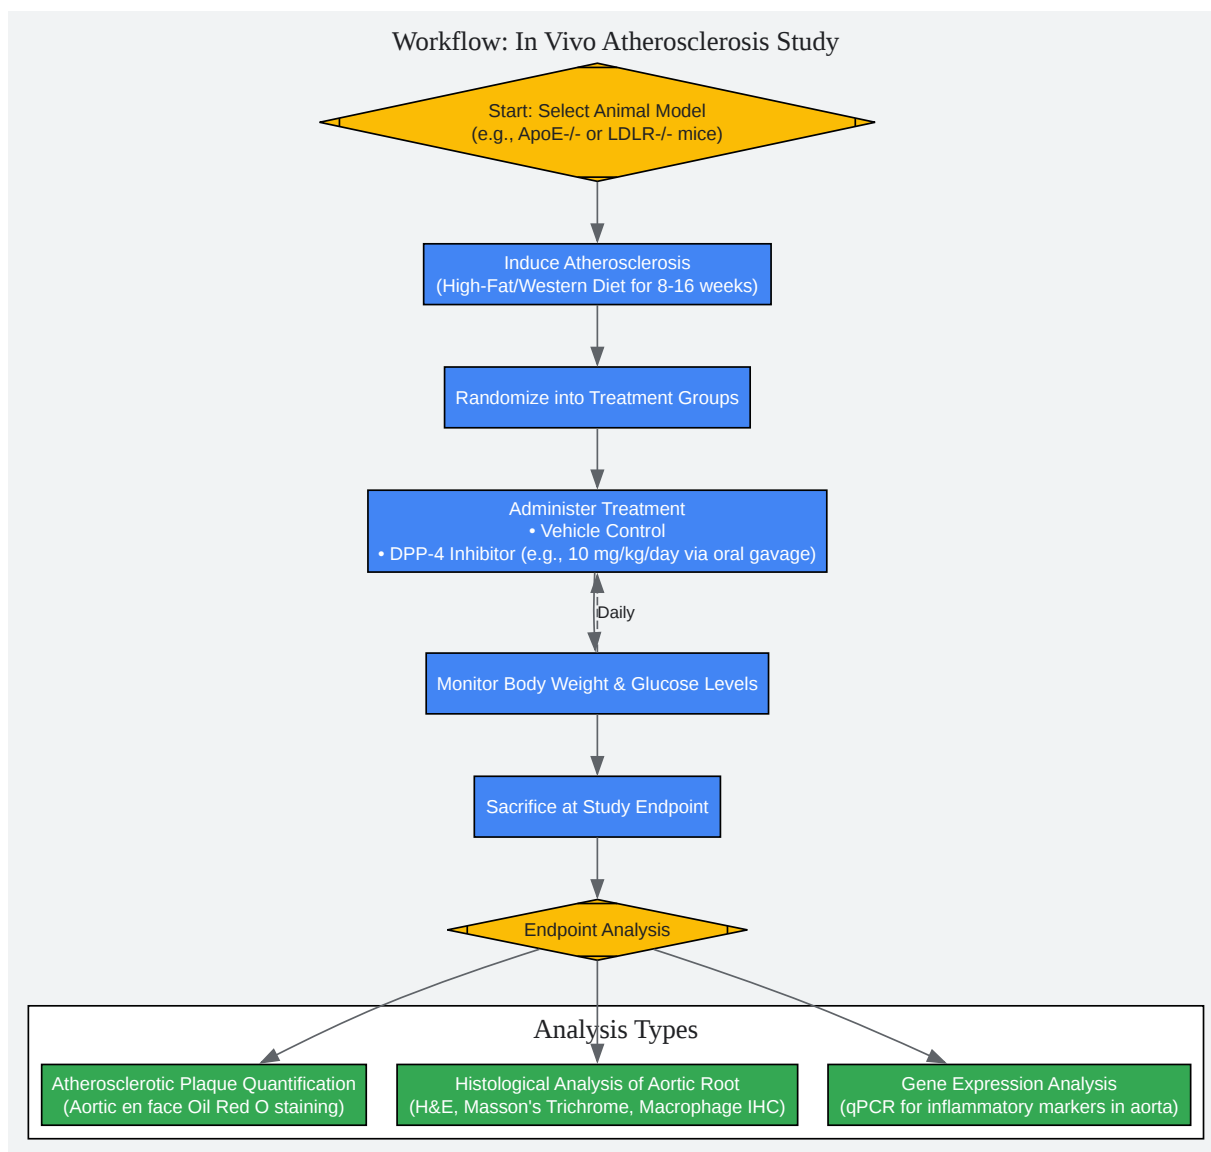 Workflow: In Vivo Atherosclerosis Study
Start: Select Animal Model
(e.g., ApoE-/- or LDLR-/- mice)
Induce Atherosclerosis
(High-Fat/Western Diet for 8-16 weeks)
Randomize into Treatment Groups
Administer Treatment
• Vehicle Control
• DPP-4 Inhibitor (e.g., 10 mg/kg/day via oral gavage)
Daily
Monitor Body Weight & Glucose Levels
Sacrifice at Study Endpoint
Endpoint Analysis
Analysis Types
Atherosclerotic Plaque Quantification
(Aortic en face Oil Red O staining)
Histological Analysis of Aortic Root
(H&E, Masson's Trichrome, Macrophage IHC)
Gene Expression Analysis
(qPCR for inflammatory markers in aorta)